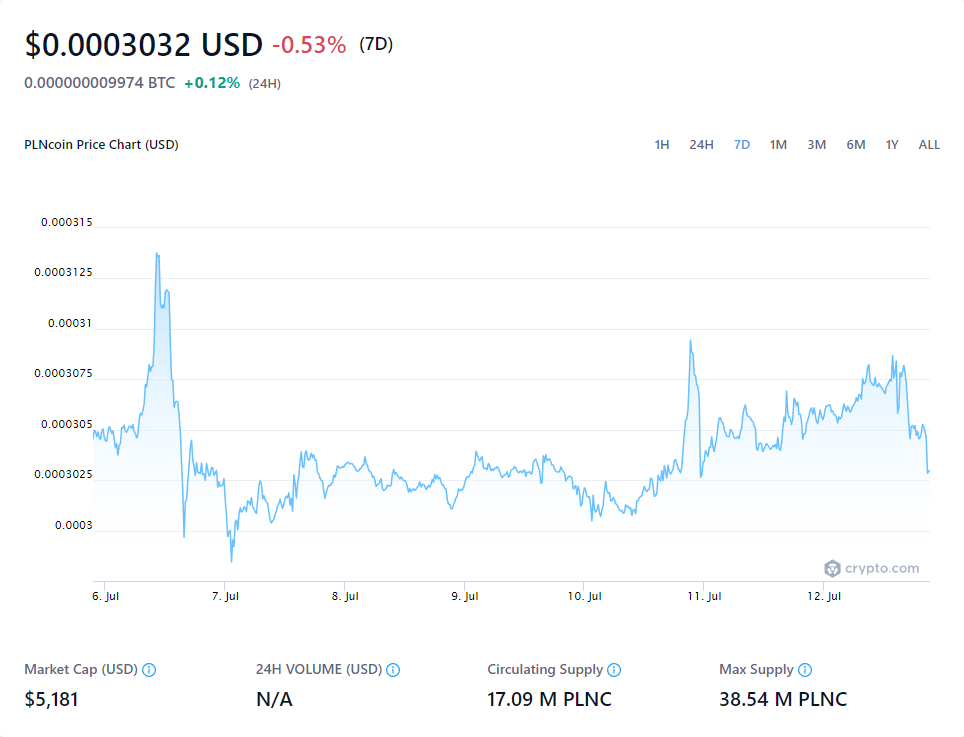 $0.0003032 USD -0.53% (7D)
0.000000009974 BTC +0.12% (24H)
PLNcoin Price Chart (USD) 1H 24H 7D 1M 3M 6M 1Y ALL
0.000315
0.0003125
0.00031
0.0003075
0.000305
0.0003025
0.0003
crypto.com
6. Jul 7. Jul 8. Jul 9. Jul 10. Jul 11. Jul 12. Jul
Market Cap (USD) 24H VOLUME (USD) Circulating Supply Max Supply
$5,181 N/A 17.09 M PLNC 38.54 M PLNC